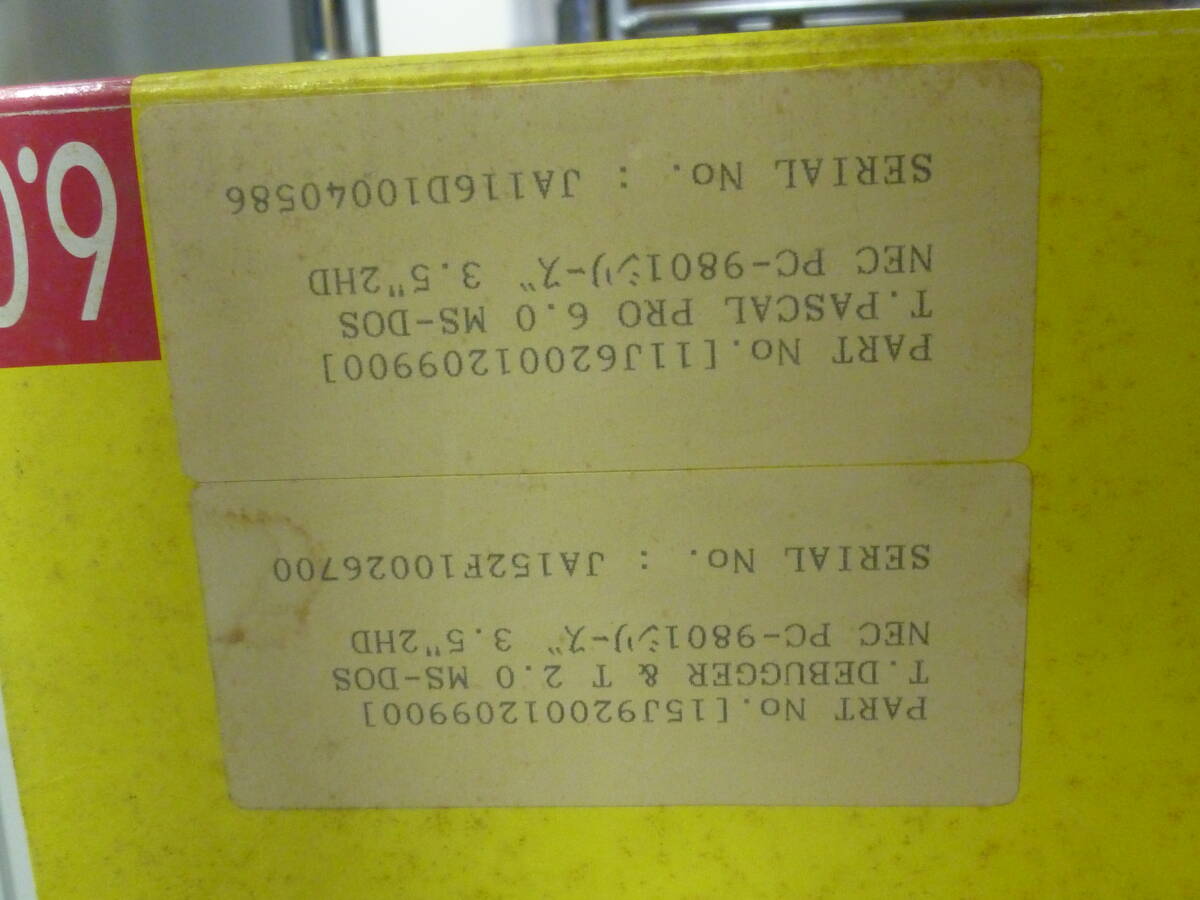 PART No.[15J92001209900]
T.DEBUGGER & T 2.0 MS-DOS
NEC PC-9801シリーズ 3.5"2HD
SERIAL No. : JA152F10026700
PART No.[11J62001209900]
T.PASCAL PRO 6.0 MS-DOS
NEC PC-9801シリーズ 3.5"2HD
SERIAL No. : JA116D10040586
6.0